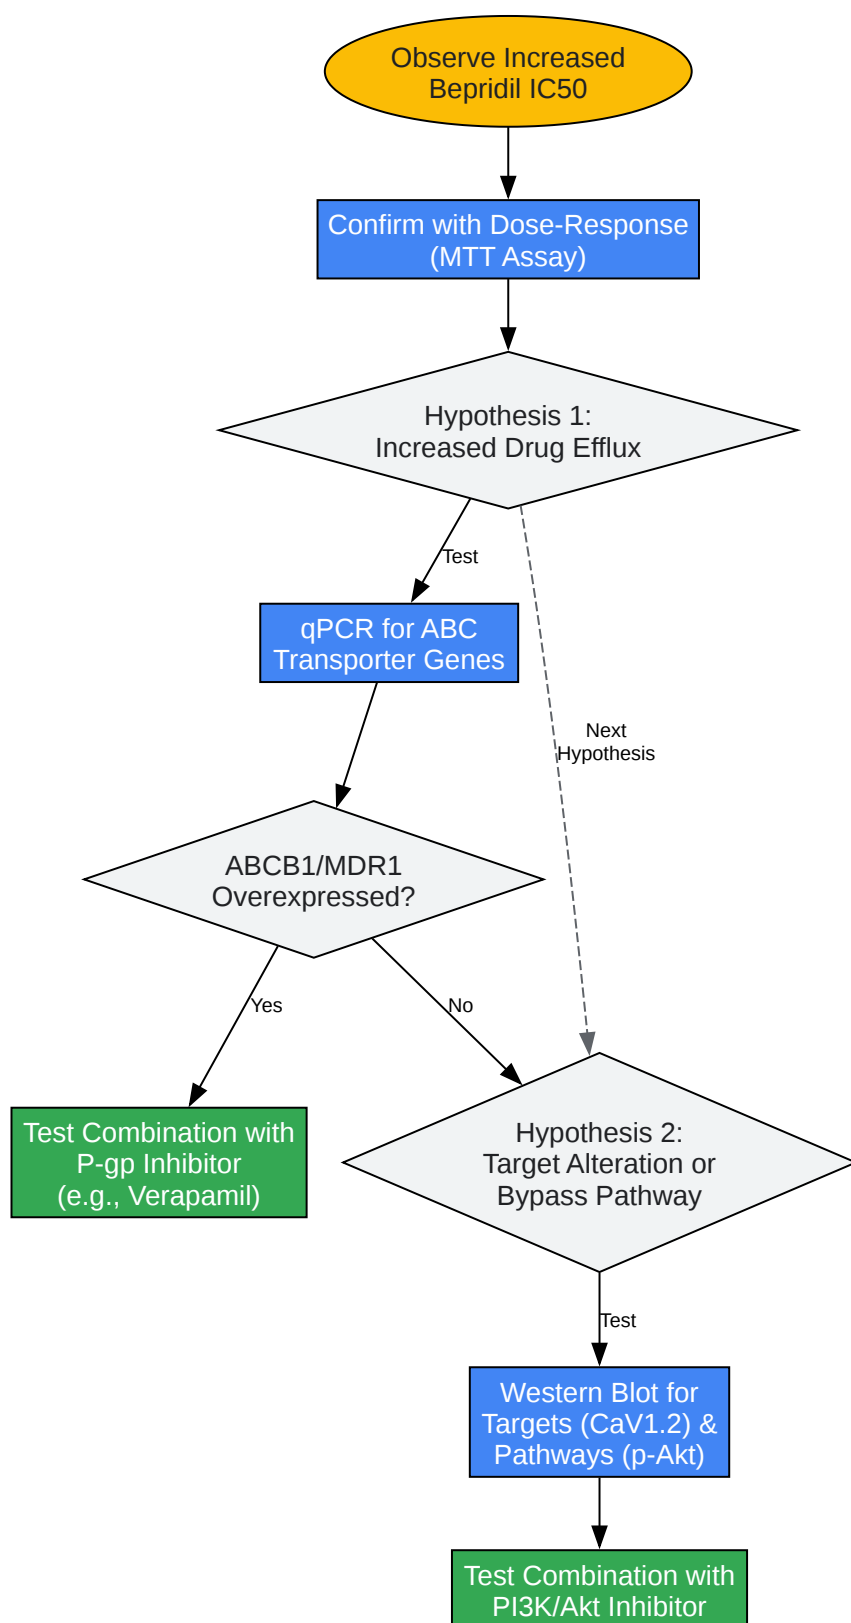 Observe Increased
Bepridil IC50
Confirm with Dose-Response
(MTT Assay)
Hypothesis 1:
Increased Drug Efflux
Test
qPCR for ABC
Transporter Genes
Next
Hypothesis
ABCB1/MDR1
Overexpressed?
Yes
No
Test Combination with
P-gp Inhibitor
(e.g., Verapamil)
Hypothesis 2:
Target Alteration or
Bypass Pathway
Test
Western Blot for
Targets (CaV1.2) &
Pathways (p-Akt)
Test Combination with
PI3K/Akt Inhibitor